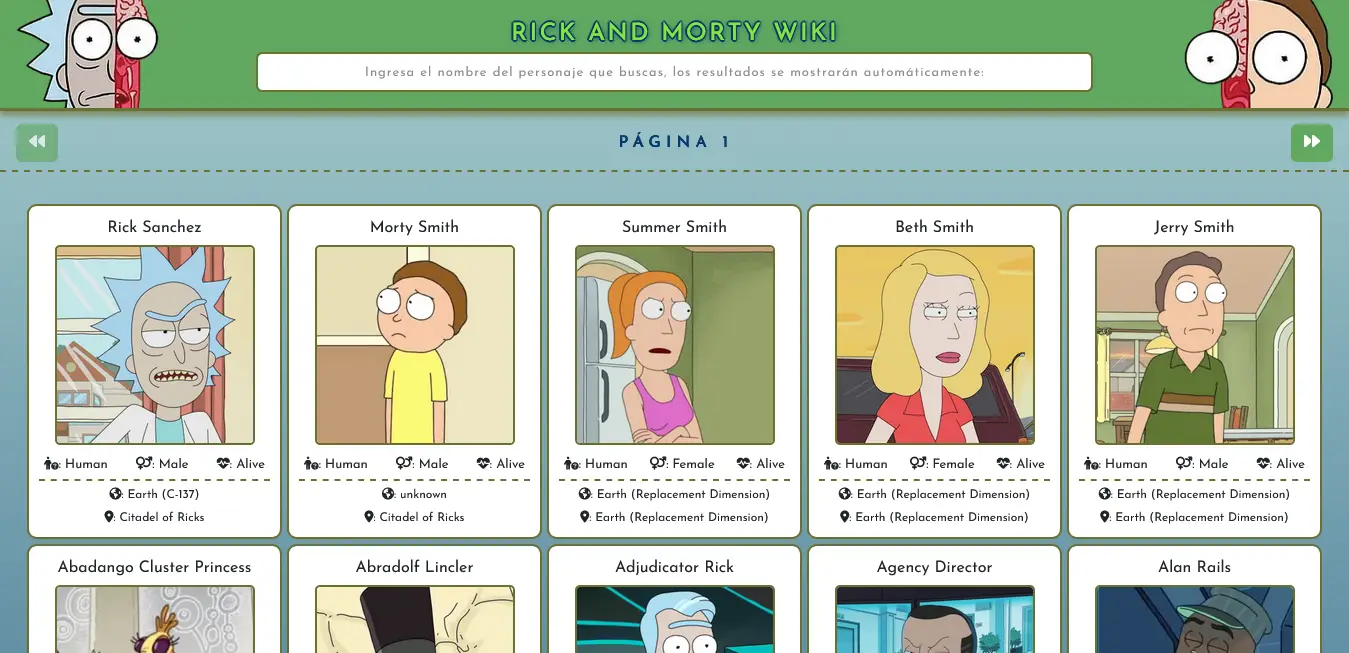 RICK AND MORTY WIKI
Ingresa el nombre del personaje que buscas, los resultados se mostrarán automáticamente:
PÁGINA 1
Rick Sanchez
: Human : Male : Alive
: Earth (C-137)
: Citadel of Ricks
Morty Smith
: Human : Male : Alive
: unknown
: Citadel of Ricks
Summer Smith
: Human : Female : Alive
: Earth (Replacement Dimension)
: Earth (Replacement Dimension)
Beth Smith
: Human : Female : Alive
: Earth (Replacement Dimension)
: Earth (Replacement Dimension)
Jerry Smith
: Human : Male : Alive
: Earth (Replacement Dimension)
: Earth (Replacement Dimension)
Abadango Cluster Princess
Abradolf Lincler
Adjudicator Rick
Agency Director
Alan Rails